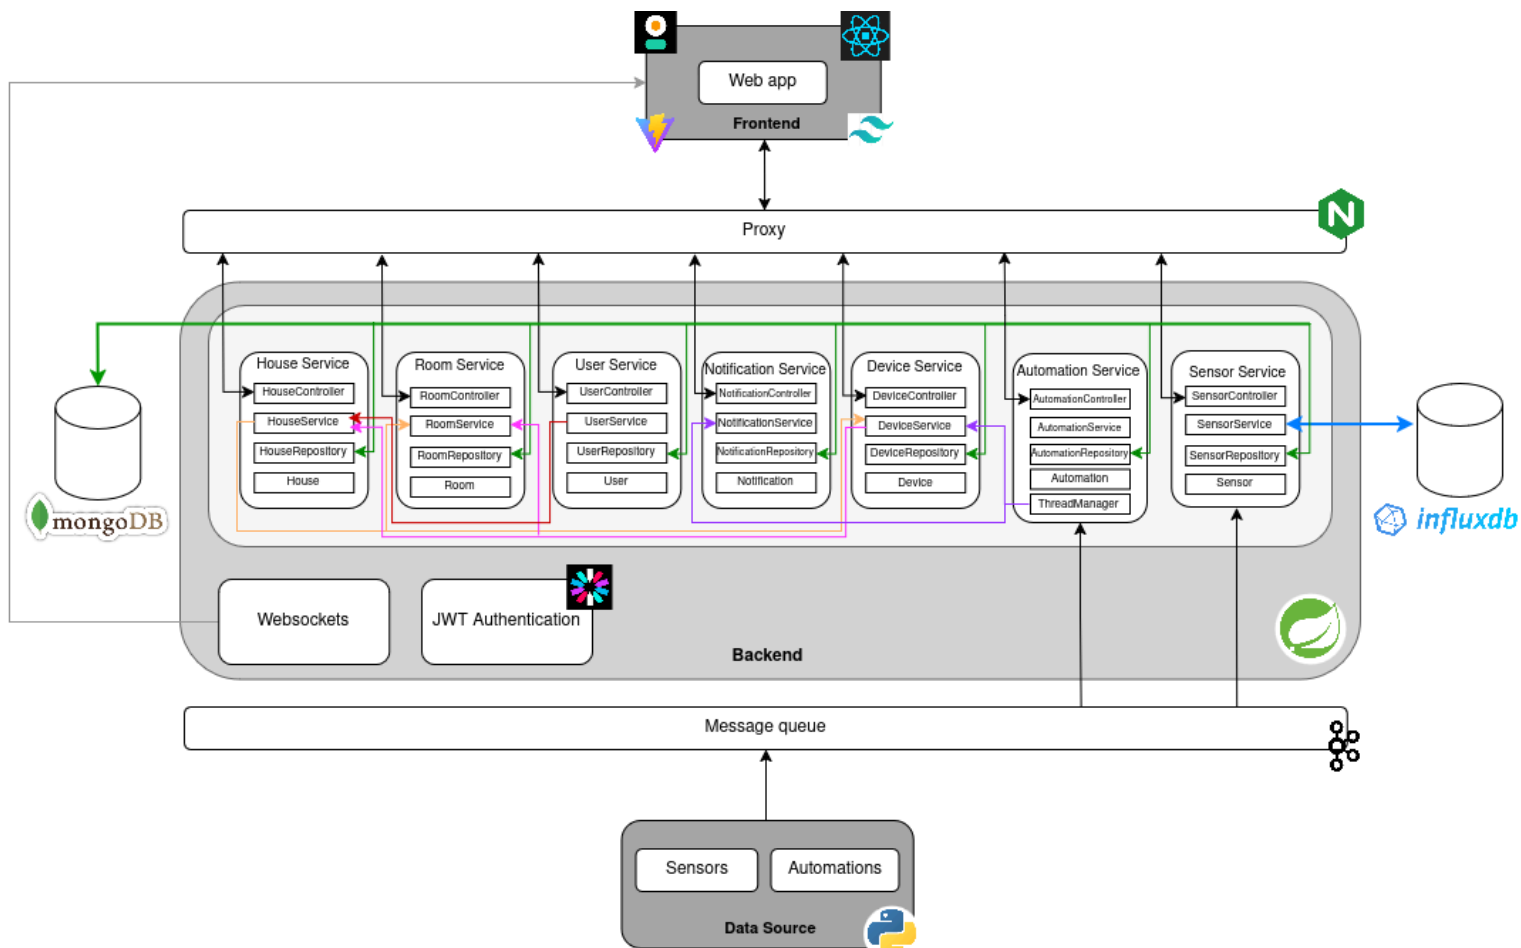 Web app
Frontend
Proxy
House Service
HouseController
HouseService
HouseRepository
House
Room Service
RoomController
RoomService
RoomRepository
Room
User Service
UserController
UserService
UserRepository
User
Notification Service
NotificationController
NotificationService
NotificationRepository
Notification
Device Service
DeviceController
DeviceService
DeviceRepository
Device
Automation Service
AutomationController
AutomationService
AutomationRepository
Automation
ThreadManager
Sensor Service
SensorController
SensorService
SensorRepository
Sensor
mongoDB
influxdb
Websockets
JWT Authentication
Backend
Message queue
Sensors
Automations
Data Source